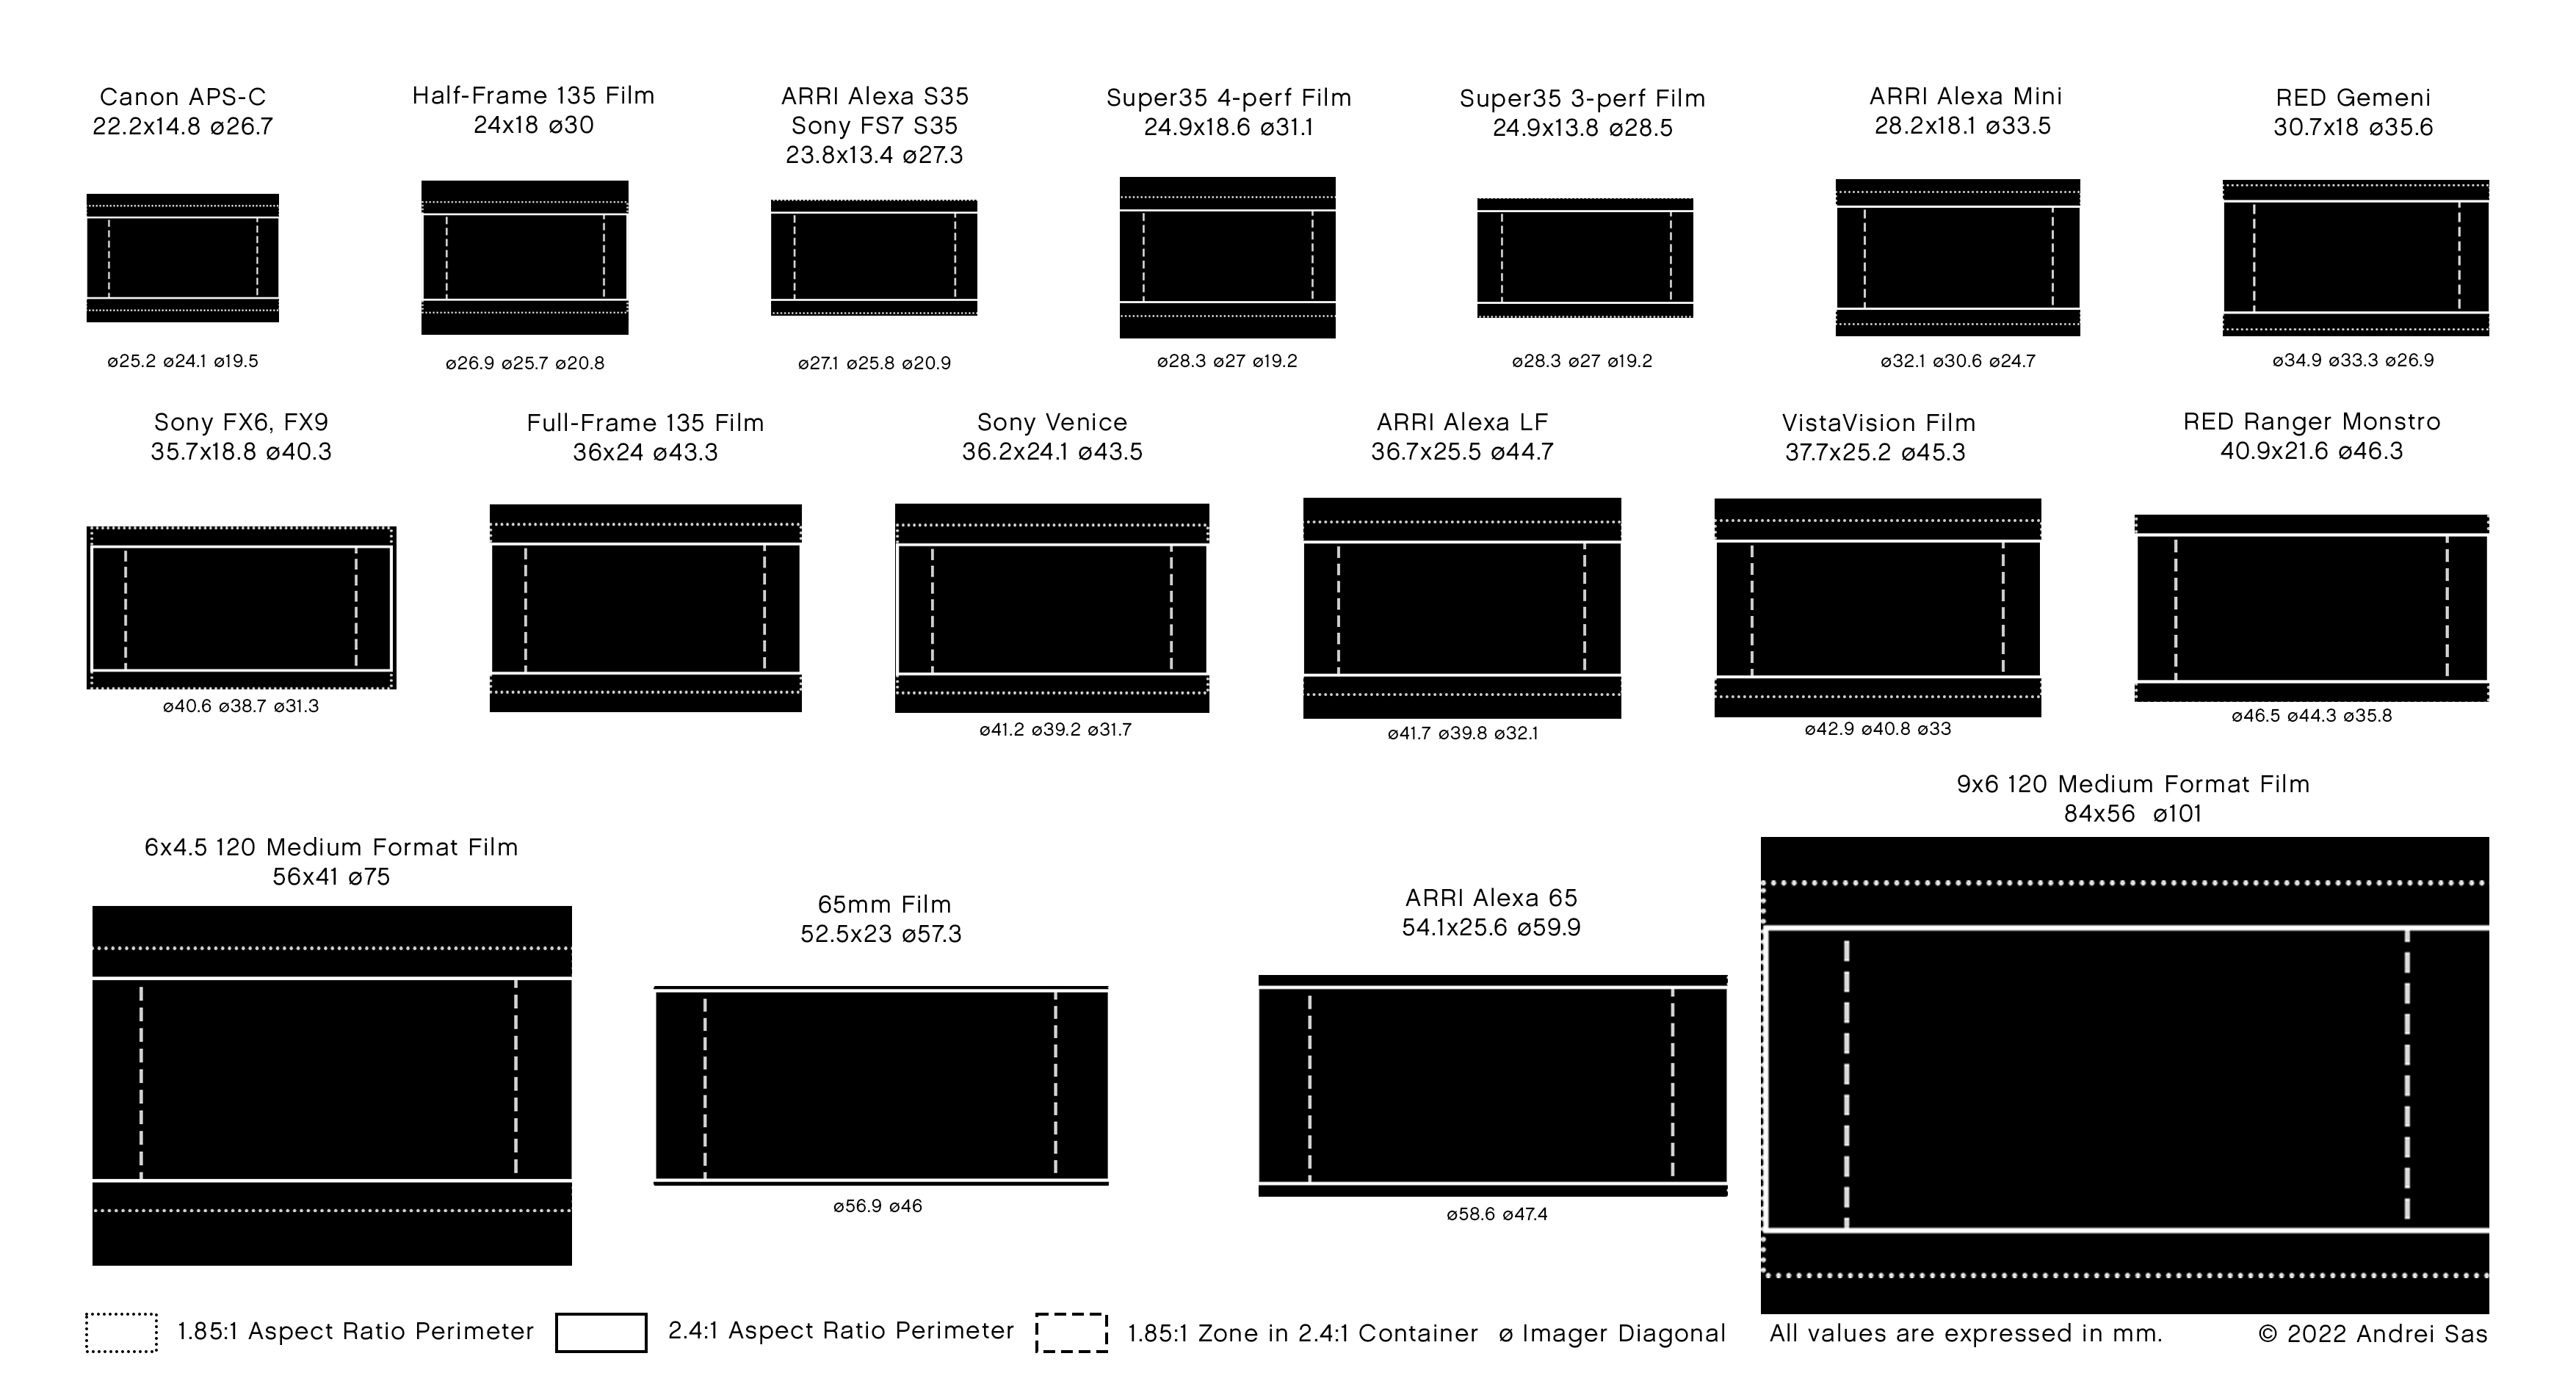 Canon APS-C
22.2x14.8 ø26.7
Half-Frame 135 Film
24x18 ø30
ARRI Alexa S35
Sony FS7 S35
23.8x13.4 ø27.3
Super35 4-perf Film
24.9x18.6 ø31.1
Super35 3-perf Film
24.9x13.8 ø28.5
ARRI Alexa Mini
28.2x18.1 ø33.5
RED Gemeni
30.7x18 ø35.6
ø25.2 ø24.1 ø19.5
ø26.9 ø25.7 ø20.8
ø27.1 ø25.8 ø20.9
ø28.3 ø27 ø19.2
ø28.3 ø27 ø19.2
ø32.1 ø30.6 ø24.7
ø34.9 ø33.3 ø26.9
Sony FX6, FX9
35.7x18.8 ø40.3
Full-Frame 135 Film
36x24 ø43.3
Sony Venice
36.2x24.1 ø43.5
ARRI Alexa LF
36.7x25.5 ø44.7
VistaVision Film
37.7x25.2 ø45.3
RED Ranger Monstro
40.9x21.6 ø46.3
ø40.6 ø38.7 ø31.3
ø41.2 ø39.2 ø31.7
ø41.7 ø39.8 ø32.1
ø42.9 ø40.8 ø33
ø46.5 ø44.3 ø35.8
6x4.5 120 Medium Format Film
56x41 ø75
65mm Film
52.5x23 ø57.3
ARRI Alexa 65
54.1x25.6 ø59.9
9x6 120 Medium Format Film
84x56 ø101
ø56.9 ø46
ø58.6 ø47.4
1.85:1 Aspect Ratio Perimeter
2.4:1 Aspect Ratio Perimeter
1.85:1 Zone in 2.4:1 Container
ø Imager Diagonal
All values are expressed in mm.
© 2022 Andrei Sas